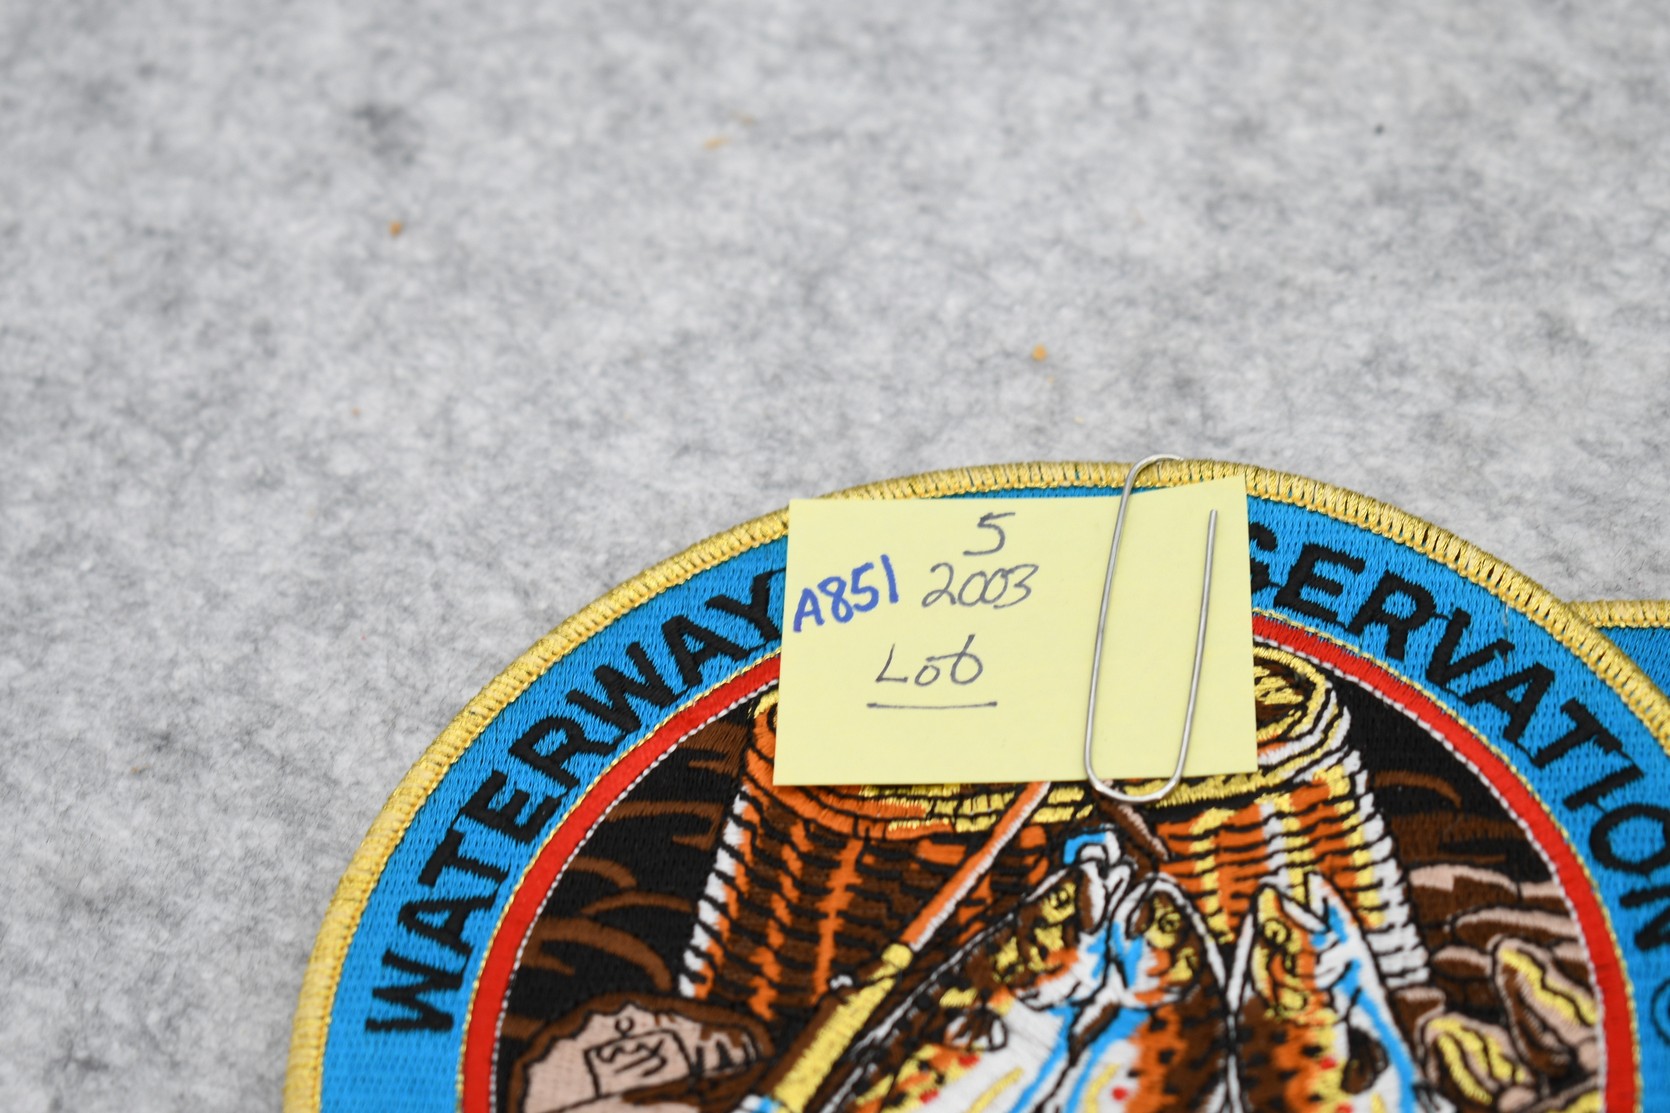 5
A851 2003
Lot
WATERWAY
SERVATION